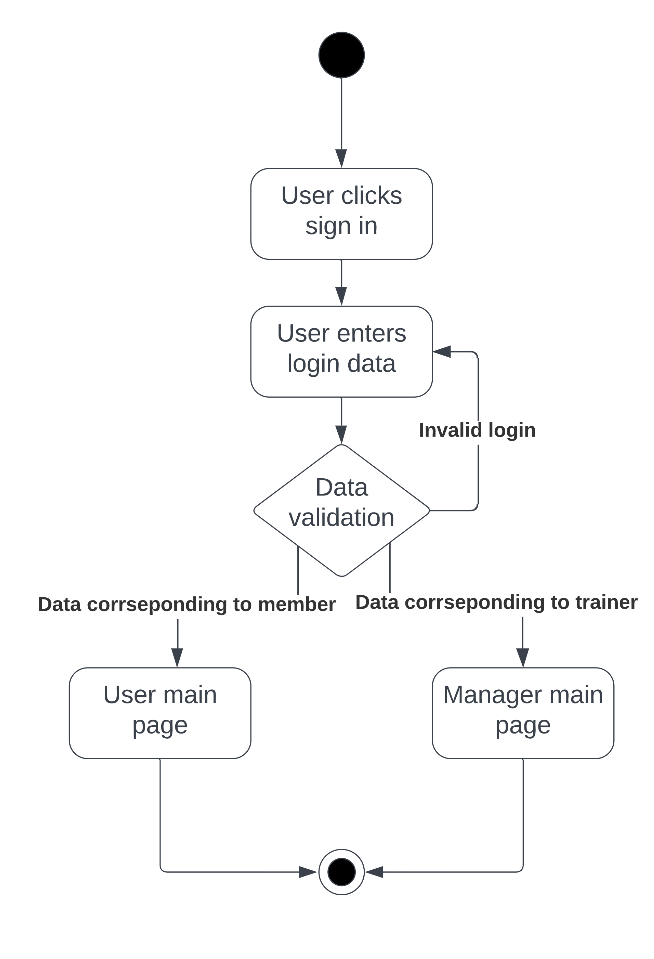 User clicks
sign in
User enters
login data
Invalid login
Data
validation
Data corrseponding to member
Data corrseponding to trainer
User main
page
Manager main
page